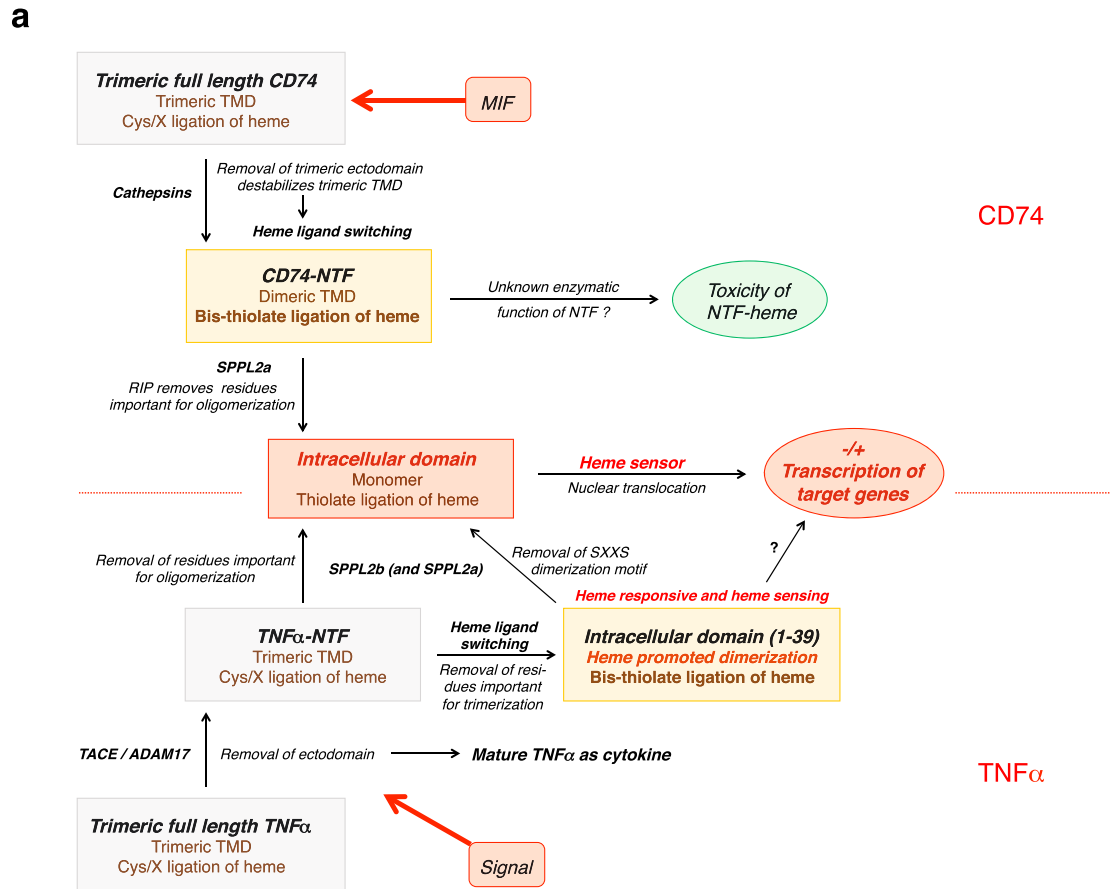 a
Trimeric full length CD74
Trimeric TMD
Cys/X ligation of heme
MIF
Cathepsins
Removal of trimeric ectodomain
destabilizes trimeric TMD
Heme ligand switching
CD74
CD74-NTF
Dimeric TMD
Bis-thiolate ligation of heme
Unknown enzymatic
function of NTF ?
Toxicity of
NTF-heme
SPPL2a
RIP removes residues
important for oligomerization
Intracellular domain
Monomer
Thiolate ligation of heme
Heme sensor
Nuclear translocation
-/+
Transcription of
target genes
Removal of residues important
for oligomerization
SPPL2b (and SPPL2a)
Removal of SXXS
dimerization motif
?
Heme responsive and heme sensing
TNFα-NTF
Trimeric TMD
Cys/X ligation of heme
Heme ligand
switching
Removal of resi-
dues important
for trimerization
Intracellular domain (1-39)
Heme promoted dimerization
Bis-thiolate ligation of heme
TACE / ADAM17
Removal of ectodomain
Mature TNFα as cytokine
TNFα
Trimeric full length TNFα
Trimeric TMD
Cys/X ligation of heme
Signal